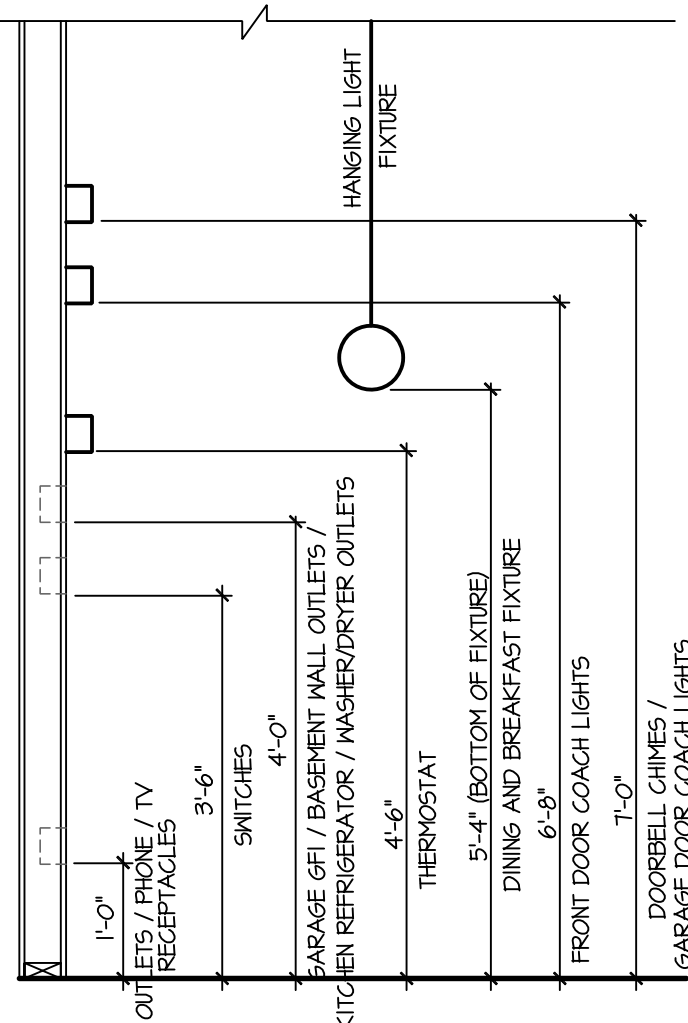 HANGING LIGHT
FIXTURE
1'-0"
OUTLETS / PHONE / TV
RECEPTACLES
3'-6"
SWITCHES
4'-0"
GARAGE GFI / BASEMENT WALL OUTLETS /
KITCHEN REFRIGERATOR / WASHER/DRYER OUTLETS
4'-6"
THERMOSTAT
5'-4" (BOTTOM OF FIXTURE)
DINING AND BREAKFAST FIXTURE
6'-8"
FRONT DOOR COACH LIGHTS
7'-0"
DOORBELL CHIMES /
GARAGE DOOR COACH LIGHTS